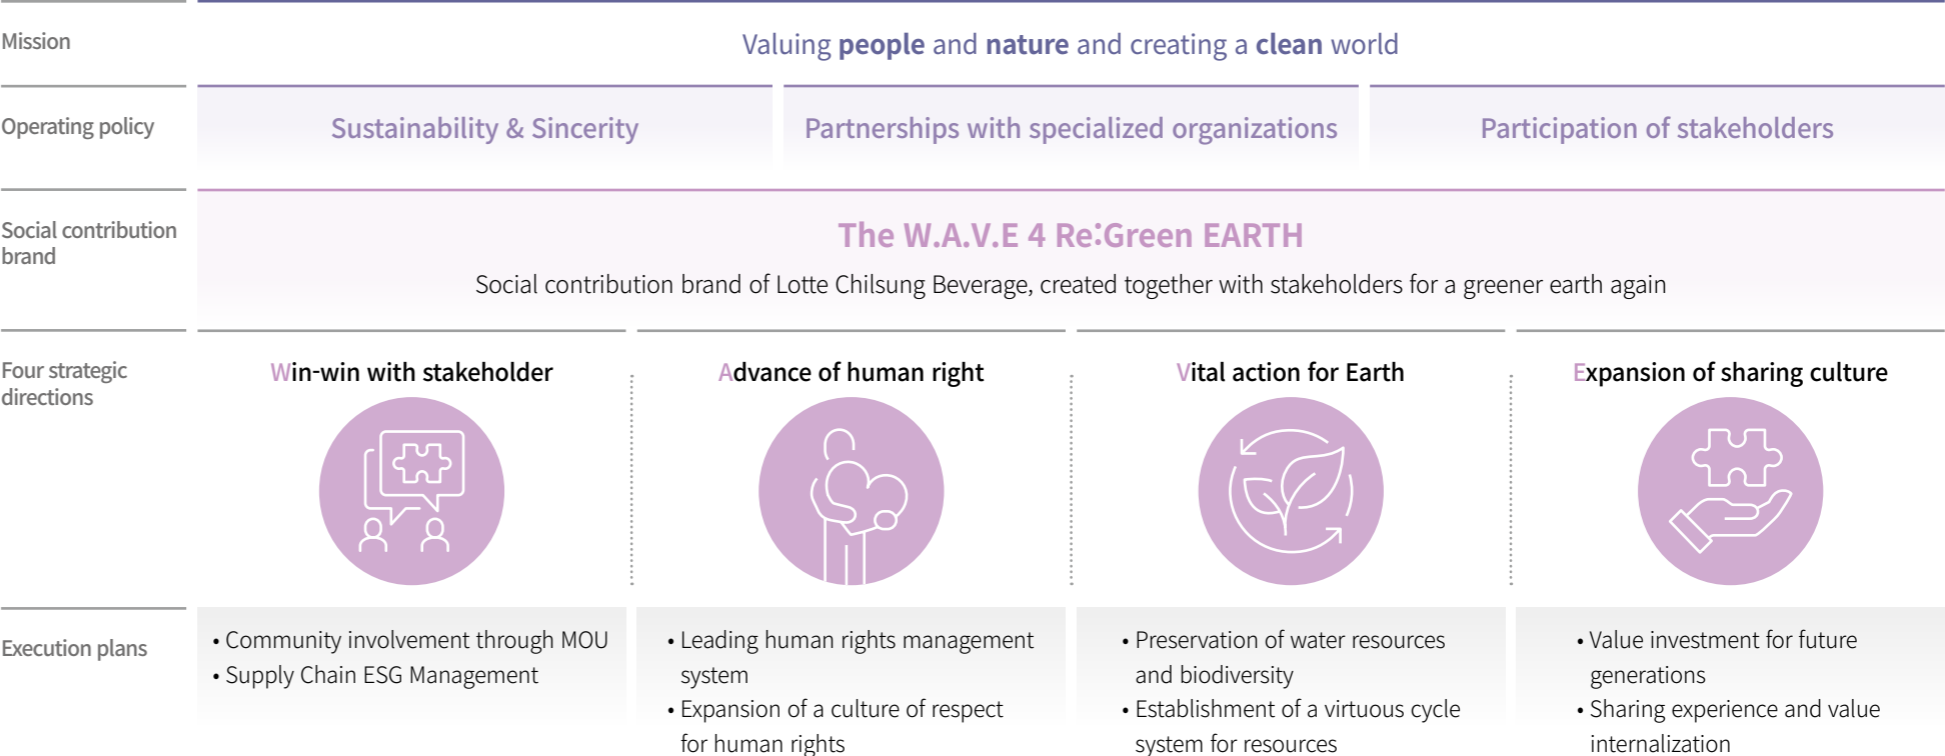 Mission
Valuing people and nature and creating a clean world
Operating policy
Sustainability & Sincerity
Partnerships with specialized organizations
Participation of stakeholders
Social contribution
brand
The W.A.V.E 4 Re:Green EARTH
Social contribution brand of Lotte Chilsung Beverage, created together with stakeholders for a greener earth again
Four strategic
directions
Win-win with stakeholder
Advance of human right
Vital action for Earth
Expansion of sharing culture
Execution plans
• Community involvement through MOU
• Supply Chain ESG Management
• Leading human rights management
system
• Expansion of a culture of respect
for human rights
• Preservation of water resources
and biodiversity
• Establishment of a virtuous cycle
system for resources
• Value investment for future
generations
• Sharing experience and value
internalization